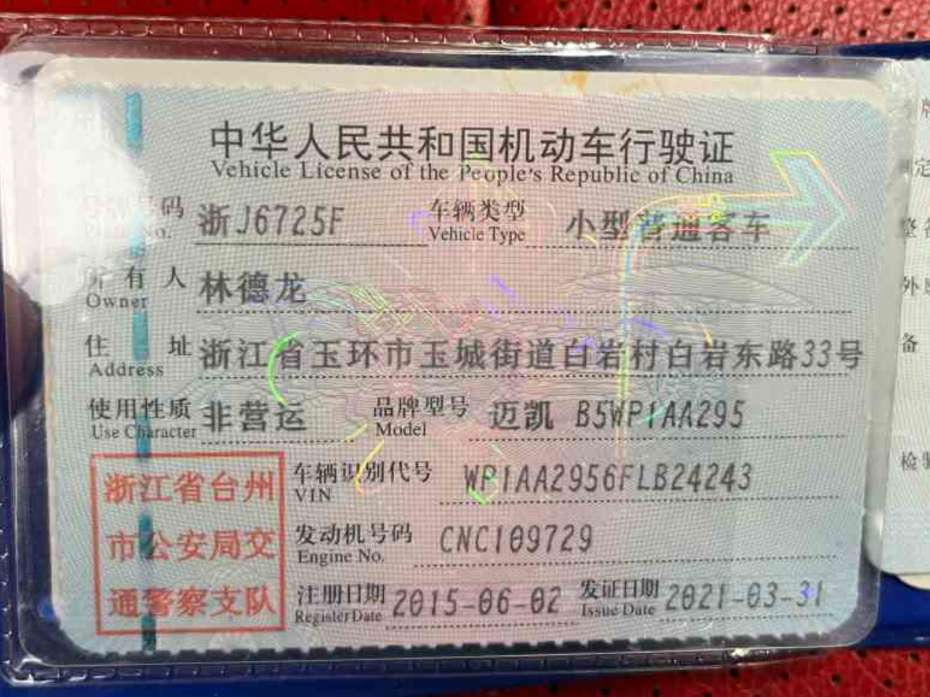 中华人民共和国机动车行驶证
Vehicle License of the People's Republic of China
号牌号码 浙J6725F 车辆类型 小型普通客车
No. Vehicle Type
所有人 林德龙
Owner
住址 浙江省玉环市玉城街道白岩村白岩东路33号
Address
使用性质 非营运 品牌型号 迈凯 B5WP1AA295
Use Character Model
浙江省台州
市公安局交
通警察支队
车辆识别代号 WP1AA2956FLB24243
VIN
发动机号码 CNC109729
Engine No.
注册日期 2015-06-02 发证日期 2021-03-31
Register Date Issue Date
备